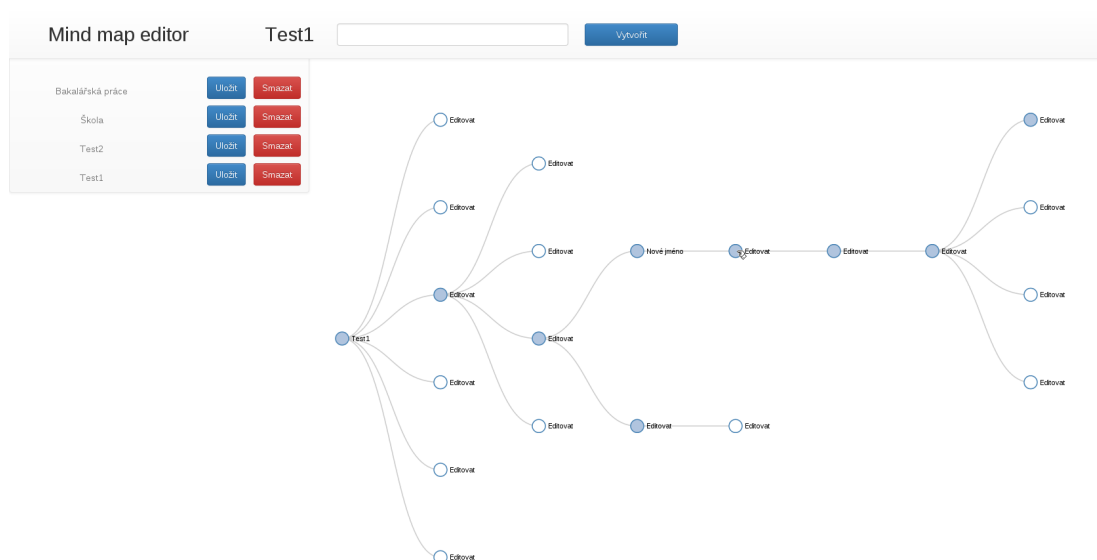 Mind map editor
Test1
Vytvořit
Bakalářská práce
Uložit
Smazat
Škola
Uložit
Smazat
Test2
Uložit
Smazat
Test1
Uložit
Smazat
Editovat
Editovat
Editovat
Editovat
Editovat
Editovat
Nové jméno
Editovat
Editovat
Editovat
Editovat
Editovat
Test1
Editovat
Editovat
Editovat
Editovat
Editovat
Editovat
Editovat
Editovat